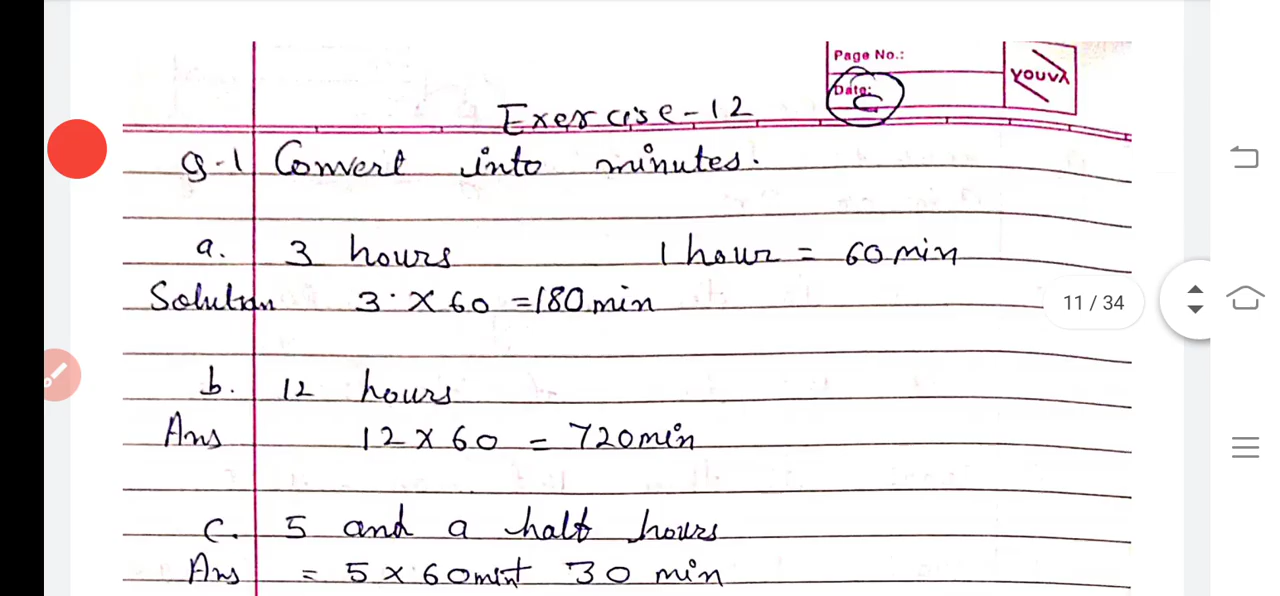 Page No.:
Date:
YOUVA
Exercise-12
Q-1 Convert into minutes.
a. 3 hours 1 hour = 60 min
Solution 3 × 60 = 180 min
11 / 34
b. 12 hours
Ans 12 × 60 = 720 min
c. 5 and a half hours
Ans = 5 × 60 min + 30 min